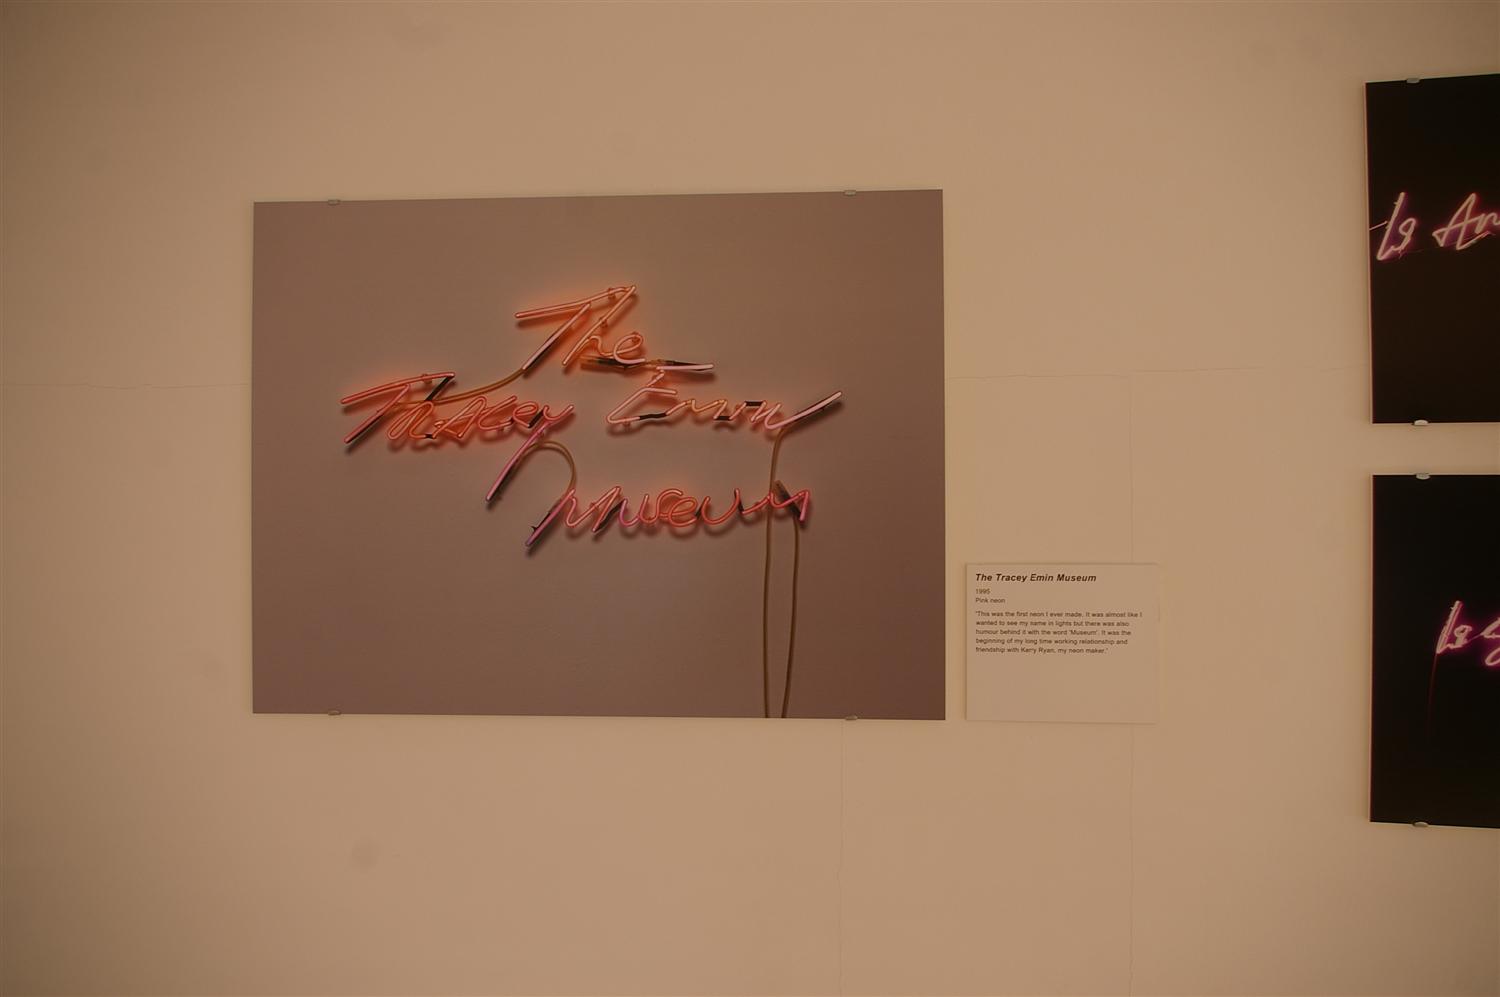 The
Tracey Emin
Museum
The Tracey Emin Museum
1995
Pink neon
'This was the first neon I ever made. It was almost like I
wanted to see my name in lights but there was also
humour behind it with the word 'Museum'. It was the
beginning of my long time working relationship and
friendship with Kerry Ryan, my neon maker.'
Is An
Is